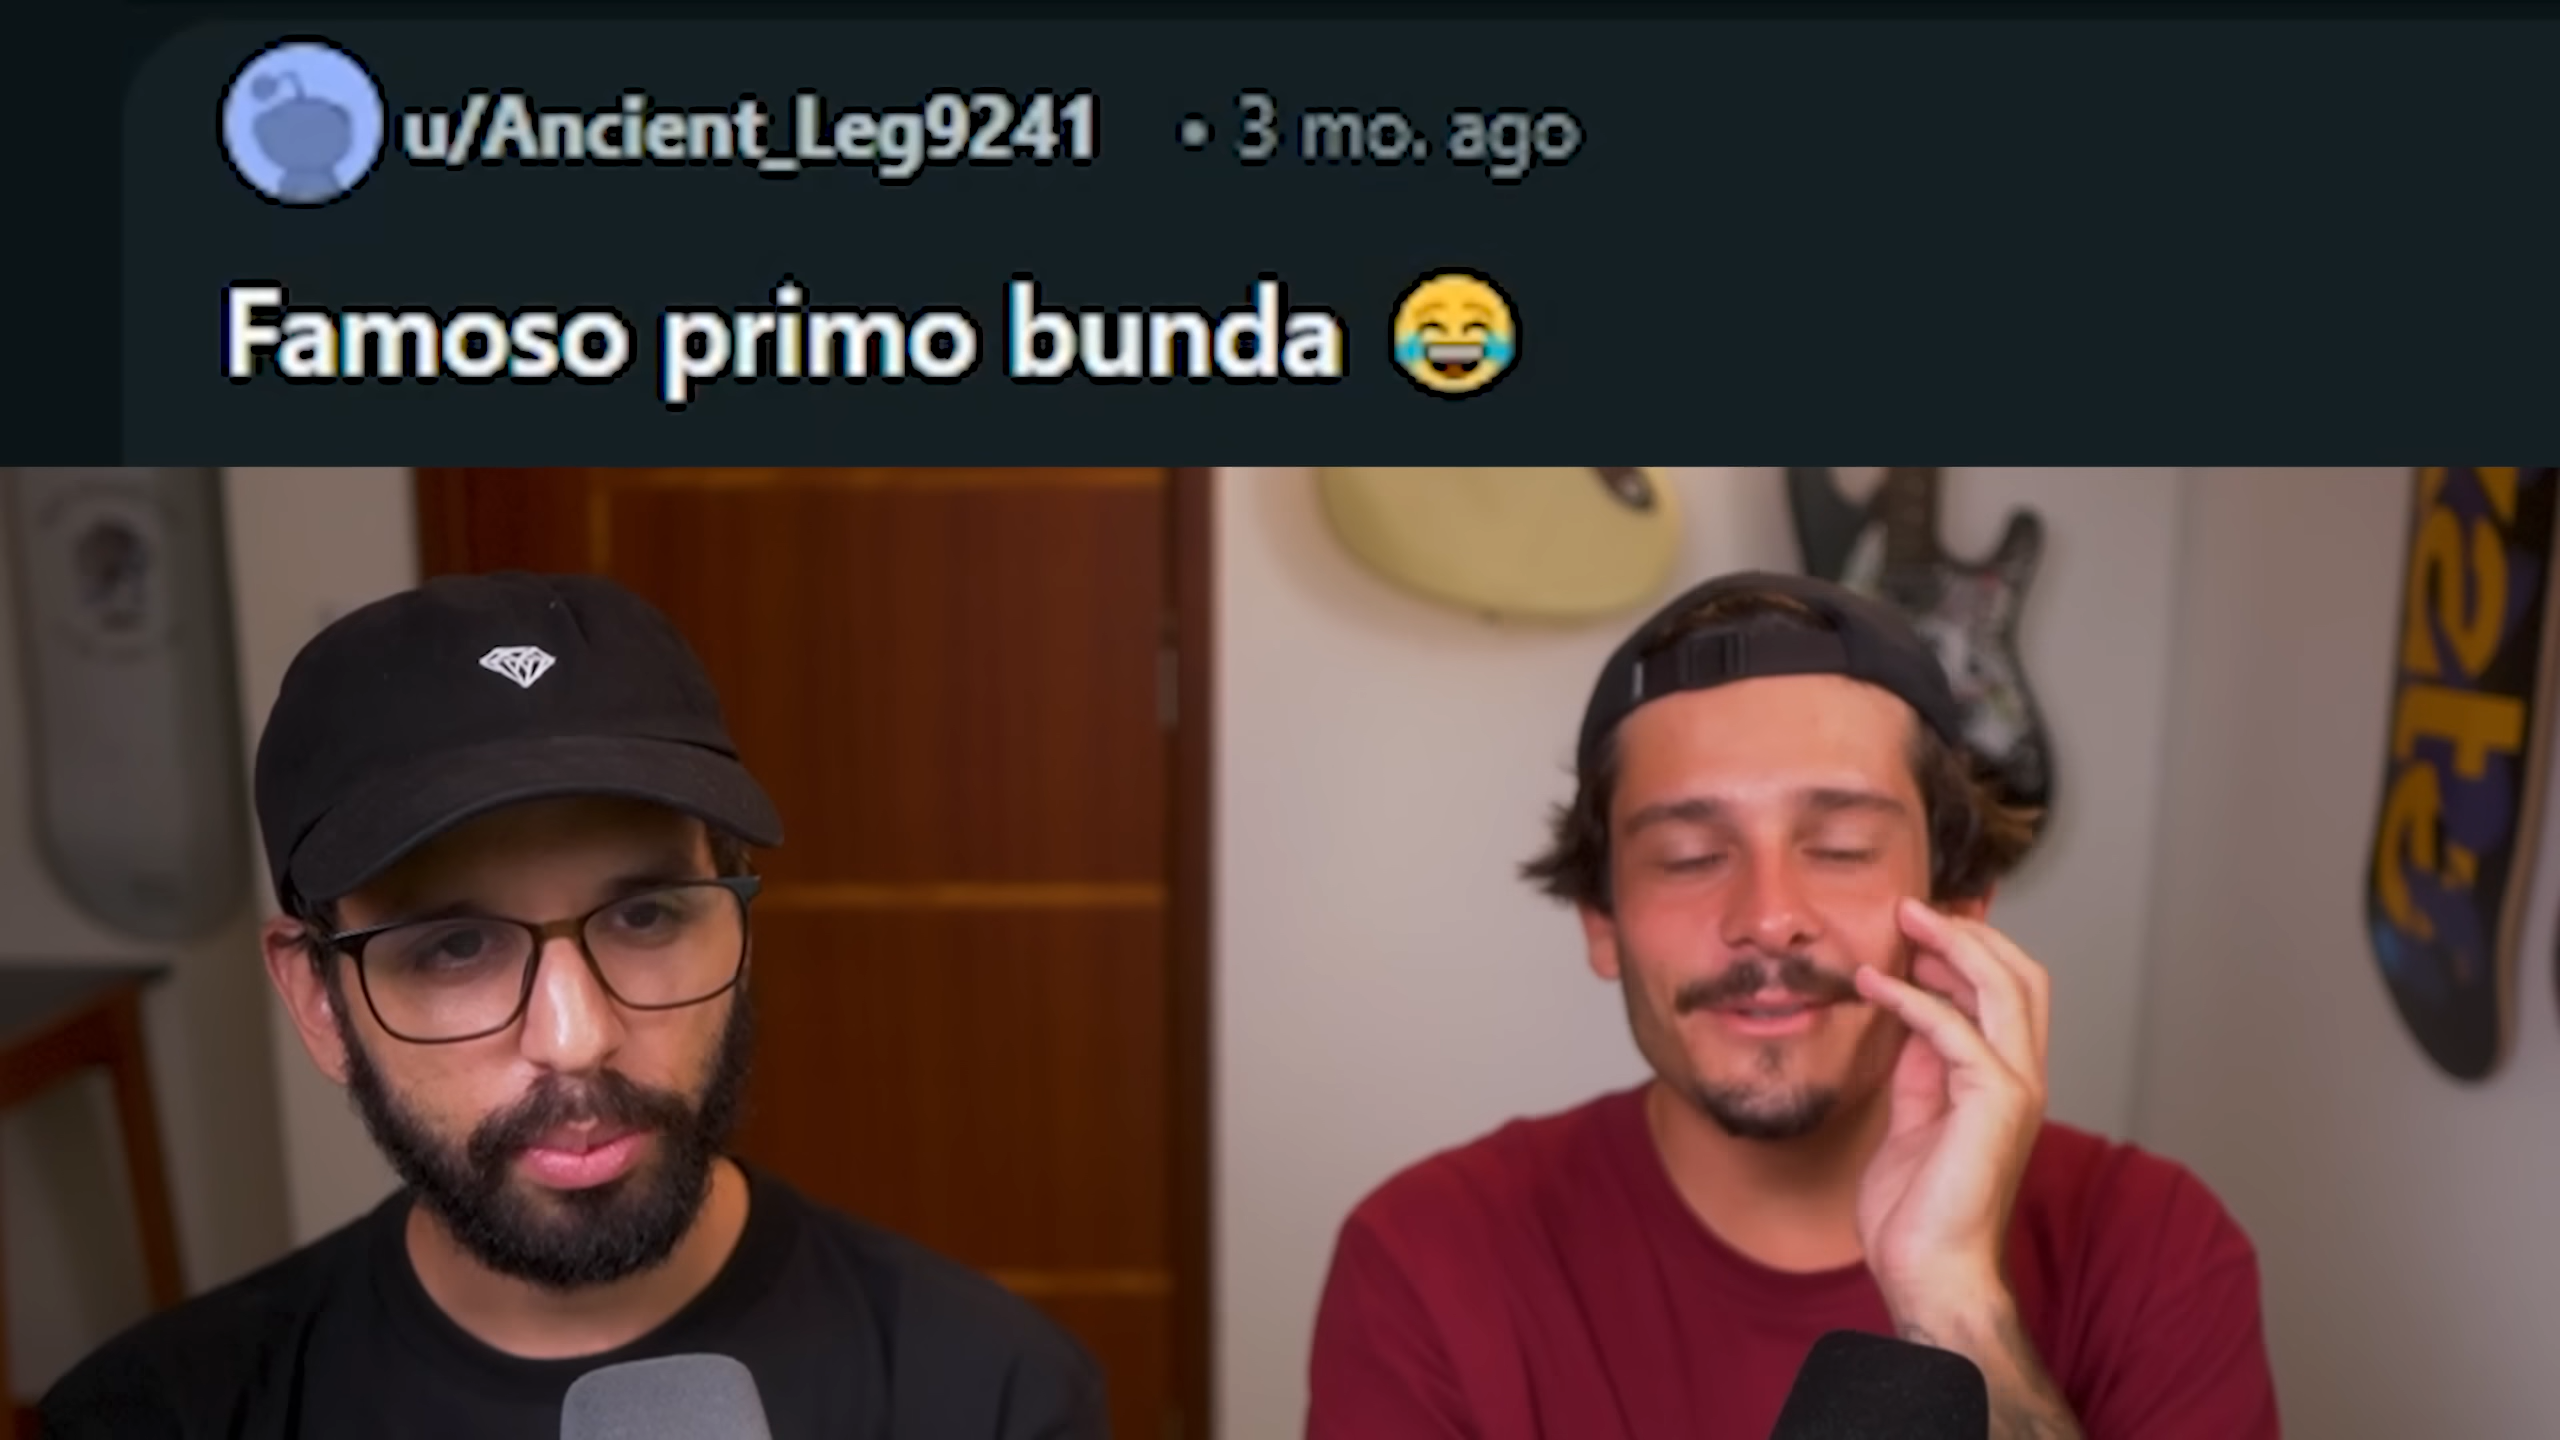 u/Ancient_Leg9241 • 3 mo. ago
Famoso primo bunda 😂